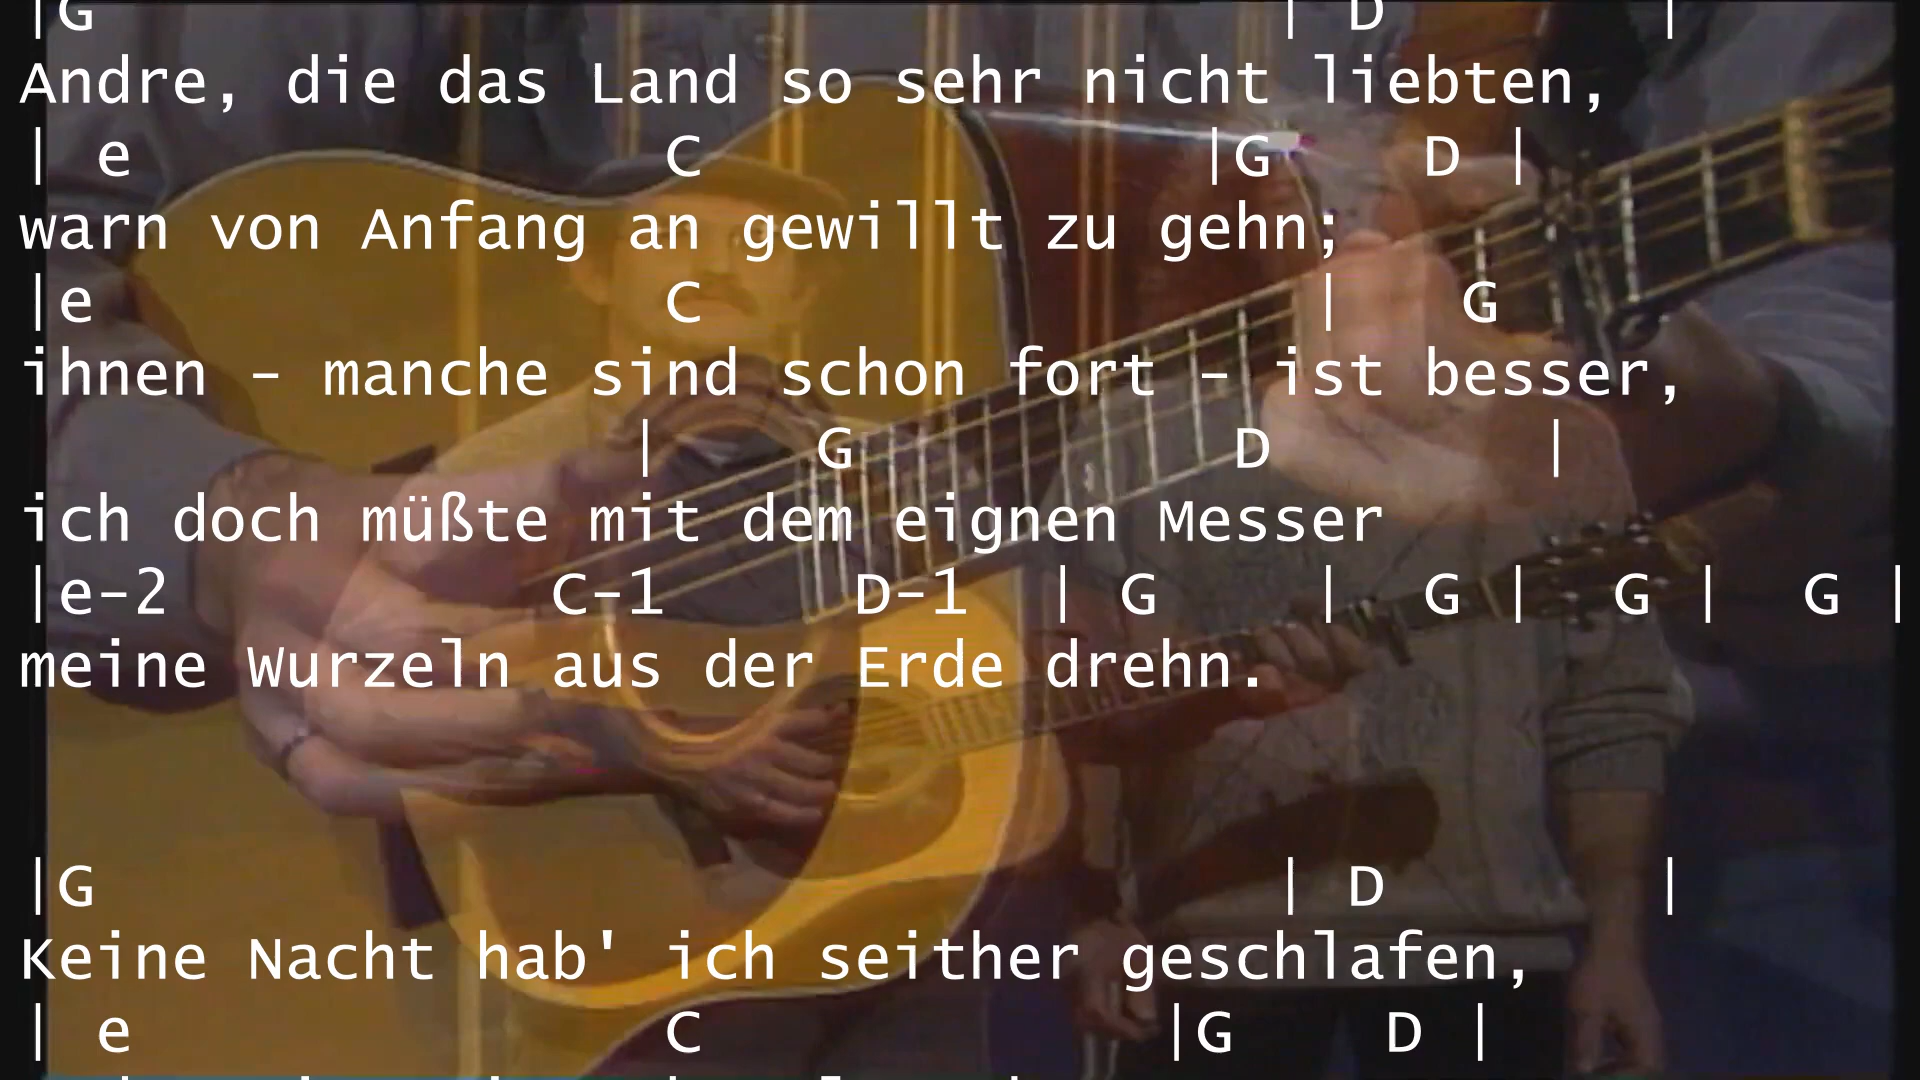 |G | D |
Andre, die das Land so sehr nicht liebten,
| e C |G D |
warn von Anfang an gewillt zu gehn;
|e C | G
ihnen – manche sind schon fort – ist besser,
| G D |
ich doch müßte mit dem eignen Messer
|e-2 C-1 D-1 | G | G | G | G |
meine Wurzeln aus der Erde drehn.
|G | D |
Keine Nacht hab' ich seither geschlafen,
| e C |G D |